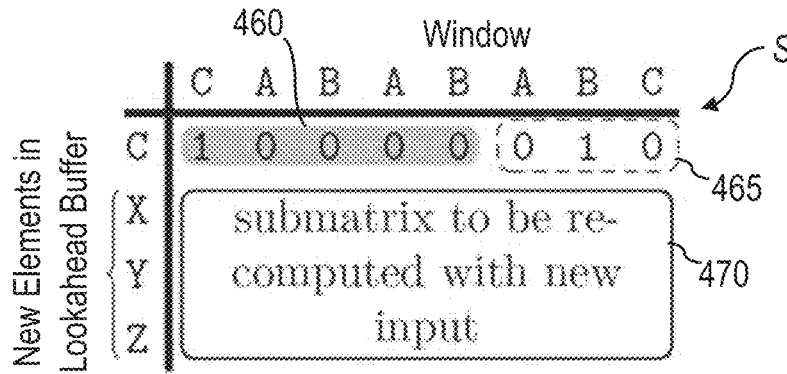 460
Window
S
C A B A B A B C
C 1 0 0 0 0 0 1 0
465
New Elements in
Lookahead Buffer
X
Y
Z
submatrix to be re-
computed with new
input
470